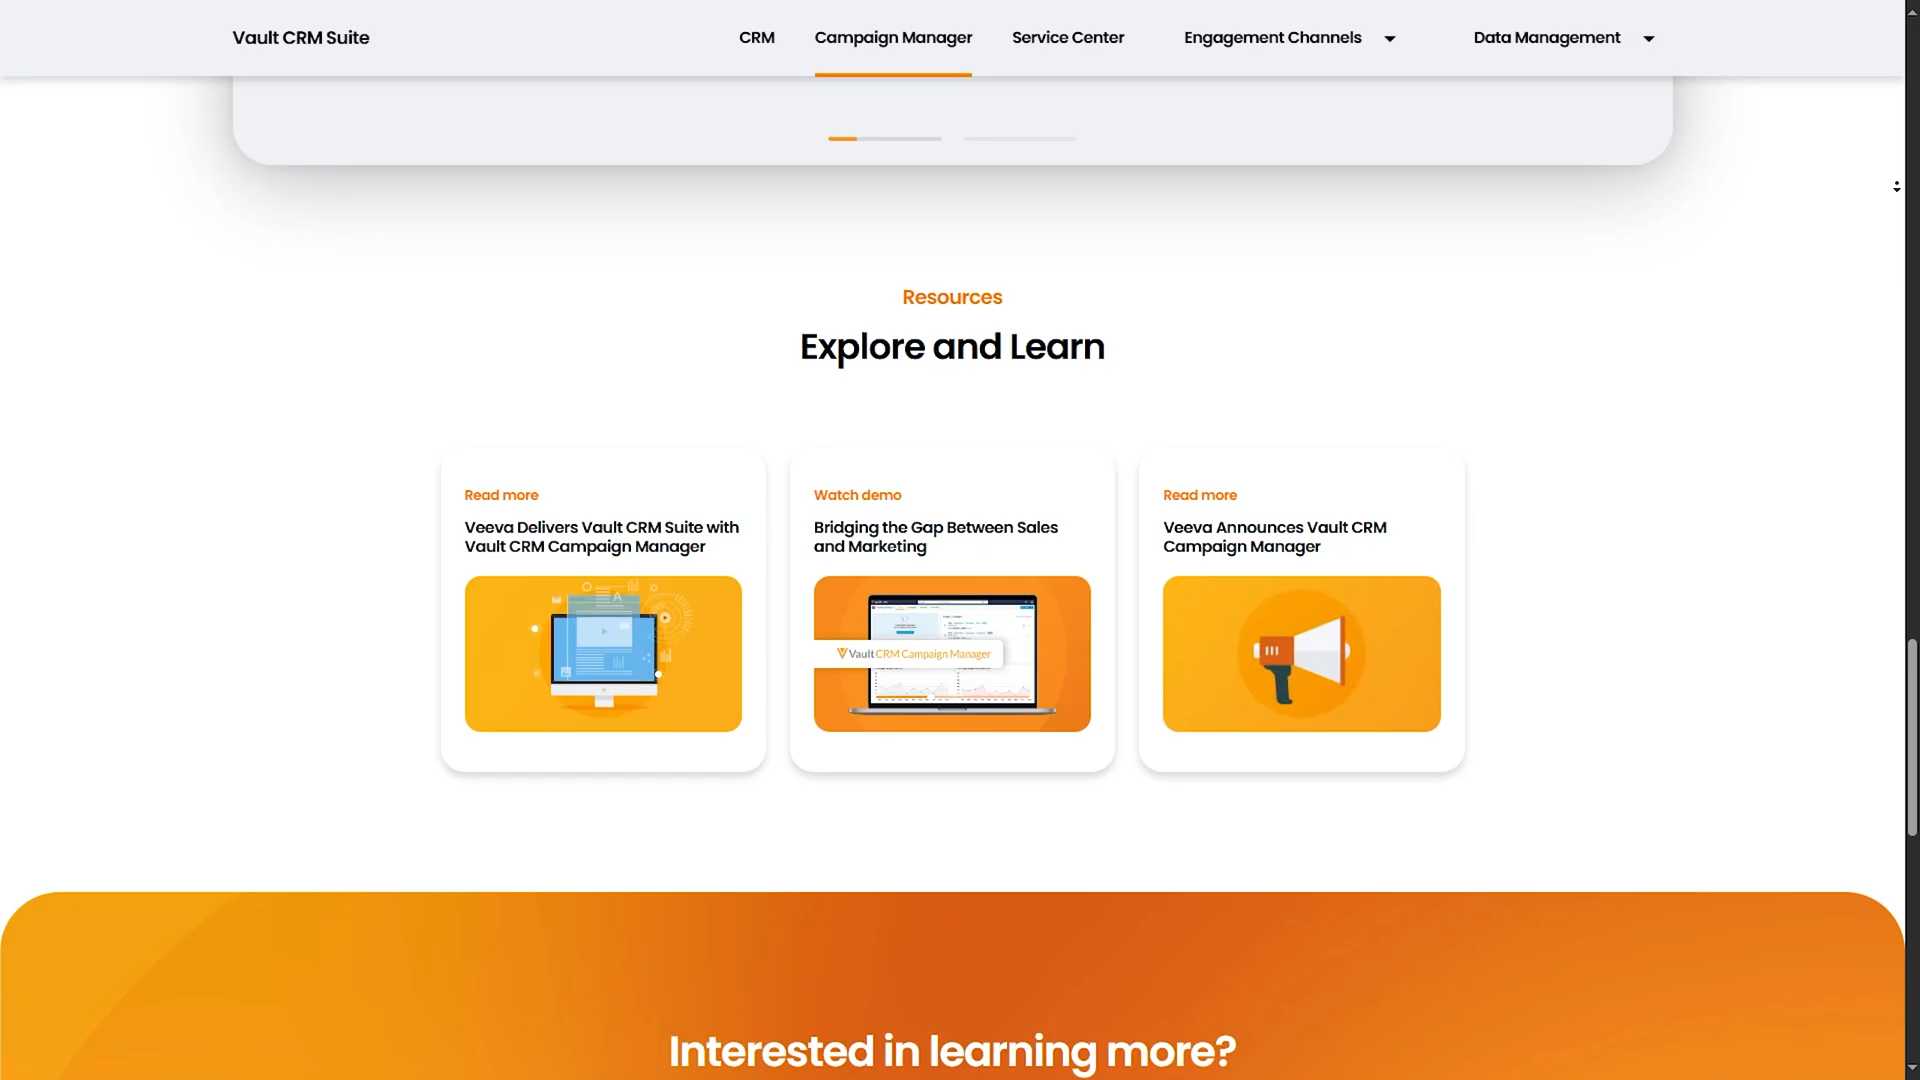 Vault CRM Suite
CRM
Campaign Manager
Service Center
Engagement Channels
Data Management
Resources
Explore and Learn
Read more
Veeva Delivers Vault CRM Suite with
Vault CRM Campaign Manager
Watch demo
Bridging the Gap Between Sales
and Marketing
Vault CRM Campaign Manager
Read more
Veeva Announces Vault CRM
Campaign Manager
Interested in learning more?